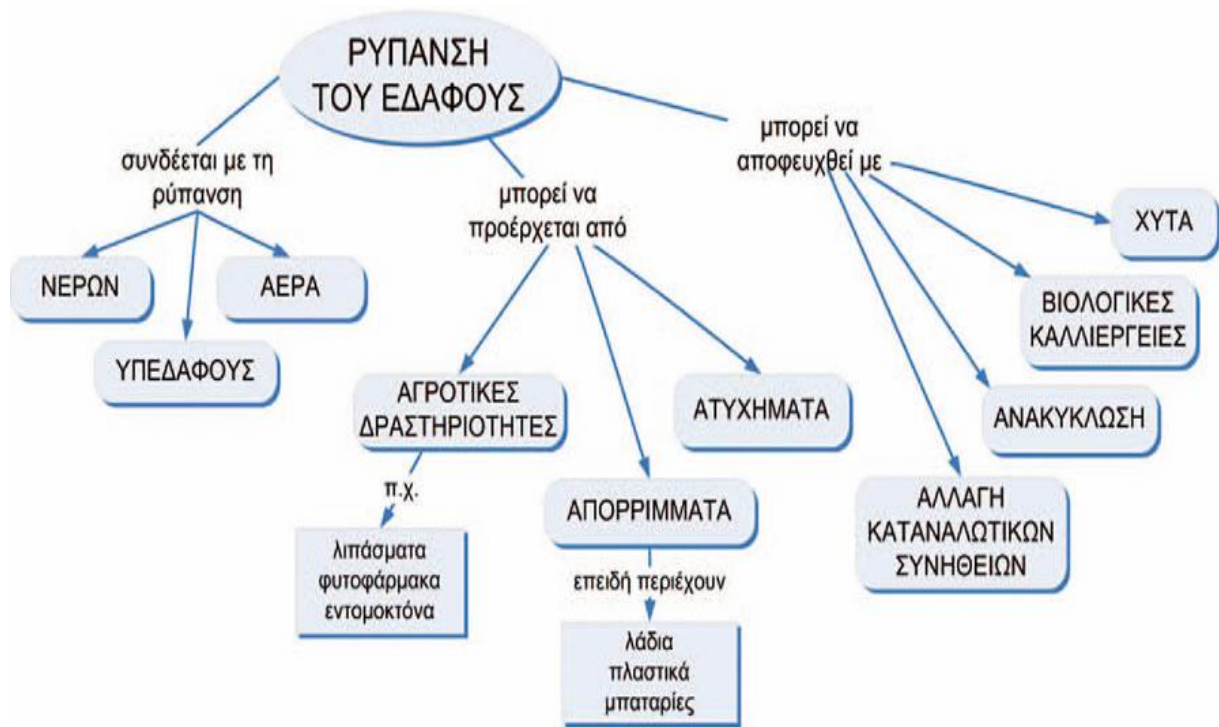 ΡΥΠΑΝΣΗ
ΤΟΥ ΕΔΑΦΟΥΣ
συνδέεται με τη
ρύπανση
ΝΕΡΩΝ
ΑΕΡΑ
ΥΠΕΔΑΦΟΥΣ
μπορεί να
προέρχεται από
ΑΓΡΟΤΙΚΕΣ
ΔΡΑΣΤΗΡΙΟΤΗΤΕΣ
π.χ.
λιπάσματα
φυτοφάρμακα
εντομοκτόνα
ΑΠΟΡΡΙΜΜΑΤΑ
επειδή περιέχουν
λάδια
πλαστικά
μπαταρίες
ΑΤΥΧΗΜΑΤΑ
μπορεί να
αποφευχθεί με
ΧΥΤΑ
ΒΙΟΛΟΓΙΚΕΣ
ΚΑΛΛΙΕΡΓΕΙΕΣ
ΑΝΑΚΥΚΛΩΣΗ
ΑΛΛΑΓΗ
ΚΑΤΑΝΑΛΩΤΙΚΩΝ
ΣΥΝΗΘΕΙΩΝ